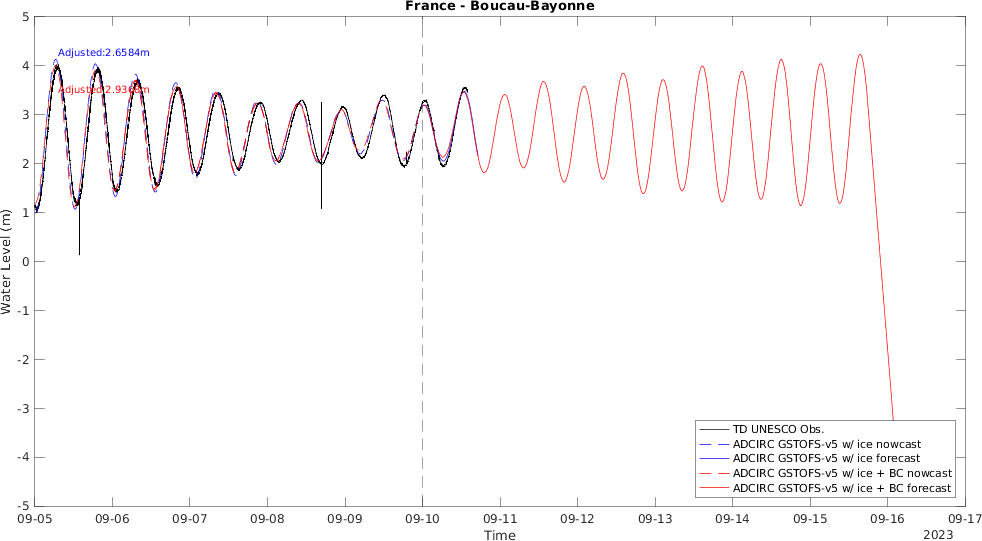 France - Boucau-Bayonne
Adjusted:2.6584m
Water Level (m)
5
4
3
2
1
0
-1
-2
-3
-4
-5
TD UNESCO Obs.
ADCIRC GSTOFS-v5 w/ ice nowcast
ADCIRC GSTOFS-v5 w/ ice forecast
ADCIRC GSTOFS-v5 w/ ice + BC nowcast
ADCIRC GSTOFS-v5 w/ ice + BC forecast
09-05 09-06 09-07 09-08 09-09 09-10 09-11 09-12 09-13 09-14 09-15 09-16 09-17
Time
2023